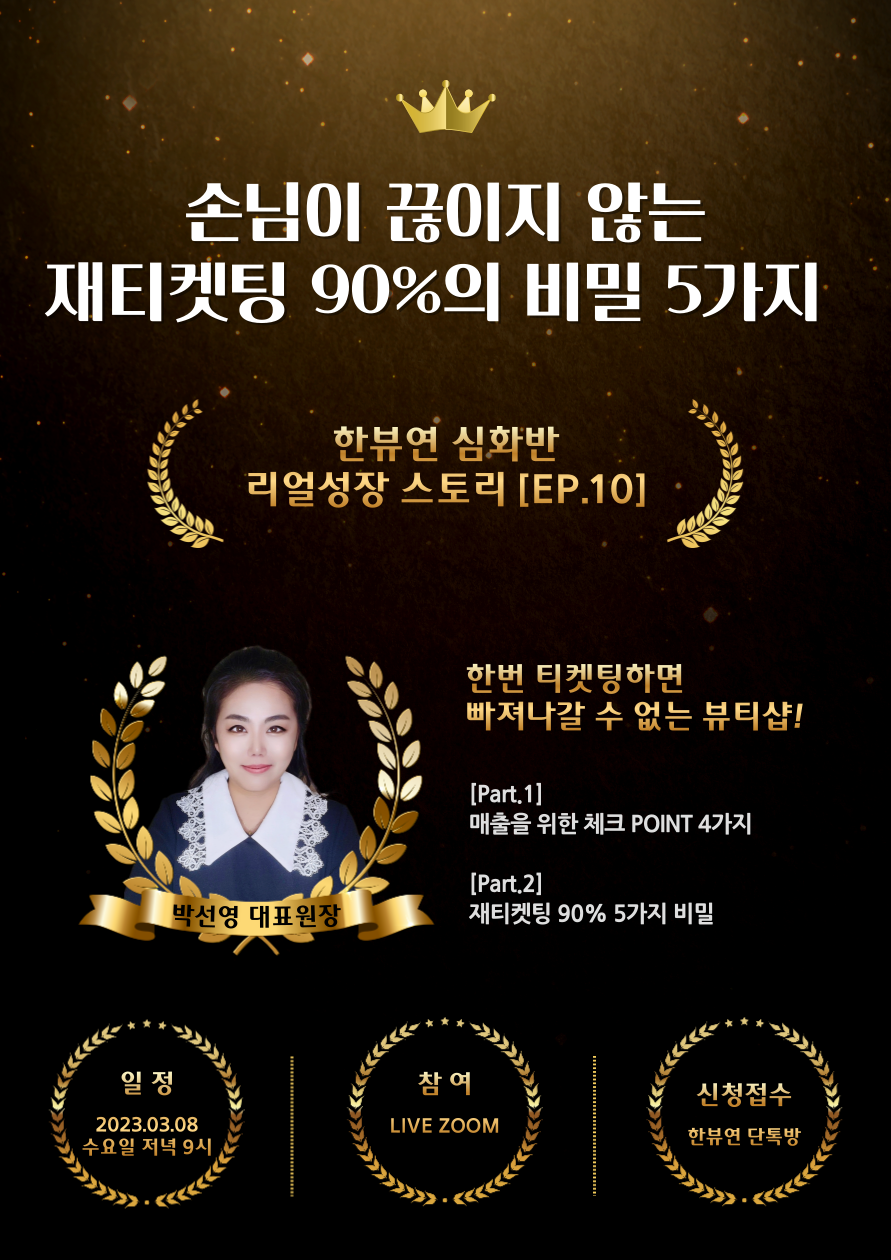 손님이 끊이지 않는
재티켓팅 90%의 비밀 5가지
한뷰연 심화반
리얼성장 스토리 [EP.10]
한번 티켓팅하면
빠져나갈 수 없는 뷰티샵!
[Part.1]
매출을 위한 체크 POINT 4가지
[Part.2]
재티켓팅 90% 5가지 비밀
박선영 대표원장
일정
2023.03.08
수요일 저녁 9시
참여
LIVE ZOOM
신청접수
한뷰연 단톡방